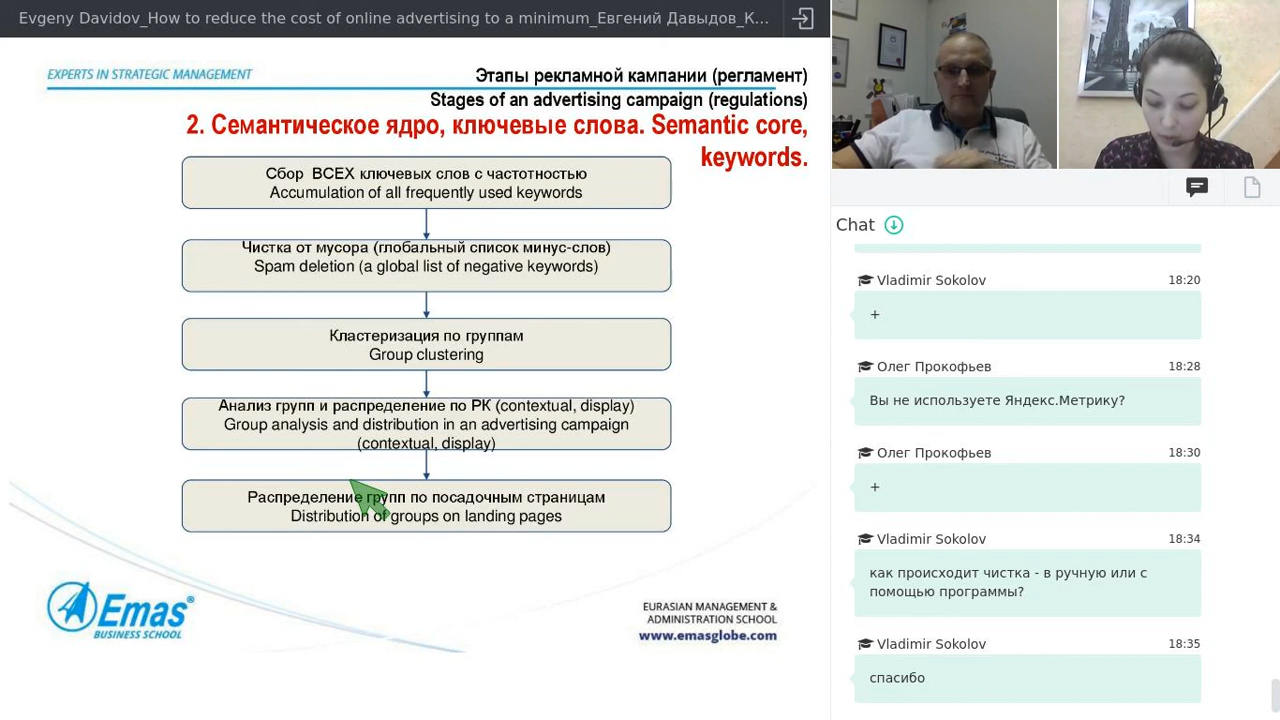 Evgeny Davidov_How to reduce the cost of online advertising to a minimum_Евгений Давыдов_К...
EXPERTS IN STRATEGIC MANAGEMENT
Этапы рекламной кампании (регламент)
Stages of an advertising campaign (regulations)
2. Семантическое ядро, ключевые слова. Semantic core,
keywords.
Сбор ВСЕХ ключевых слов с частотностью
Accumulation of all frequently used keywords
Чистка от мусора (глобальный список минус-слов)
Spam deletion (a global list of negative keywords)
Кластеризация по группам
Group clustering
Анализ групп и распределение по РК (contextual, display)
Group analysis and distribution in an advertising campaign
(contextual, display)
Распределение групп по посадочным страницам
Distribution of groups on landing pages
Emas
BUSINESS SCHOOL
EURASIAN MANAGEMENT &
ADMINISTRATION SCHOOL
www.emasglobe.com
Chat
Vladimir Sokolov 18:20
+
Олег Прокофьев 18:28
Вы не используете Яндекс.Метрику?
Олег Прокофьев 18:30
+
Vladimir Sokolov 18:34
как происходит чистка - в ручную или с
помощью программы?
Vladimir Sokolov 18:35
спасибо